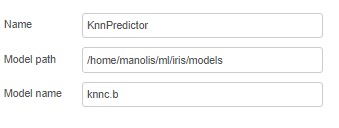 Name KnnPredictor
Model path /home/manolis/ml/iris/models
Model name knnc.b